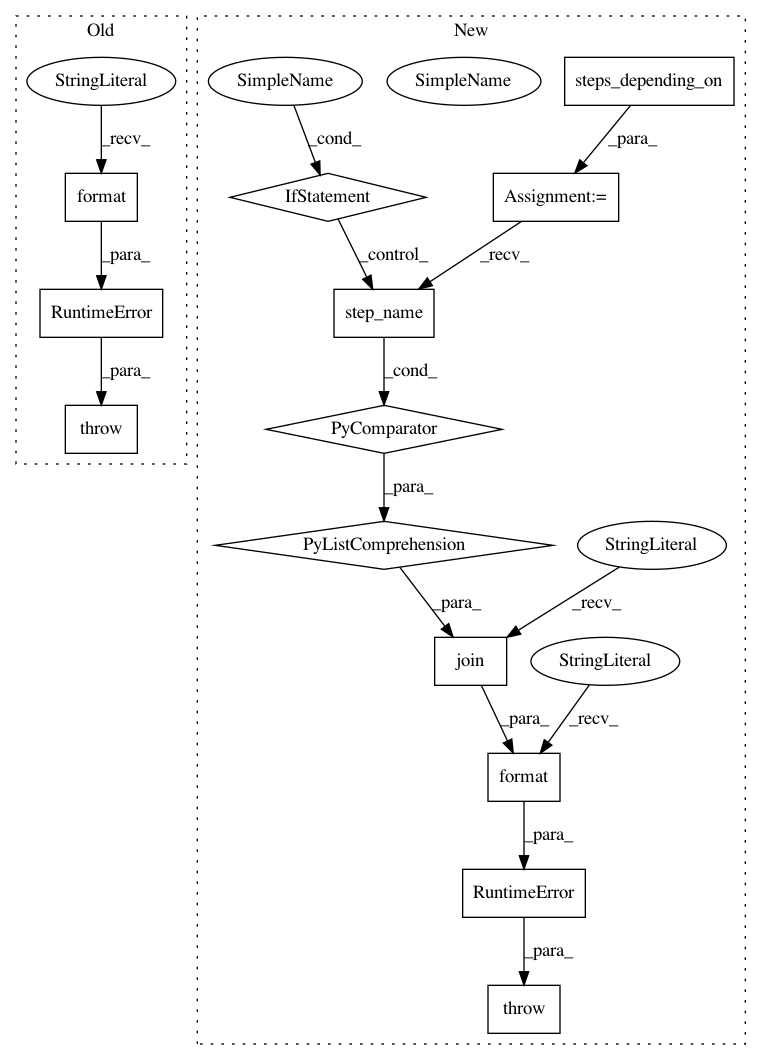 Old
New
StringLiteral
SimpleName
SimpleName
steps_depending_on
_recv_
_cond_
_para_
format
IfStatement
Assignment:=
_para_
_control_
_recv_
RuntimeError
step_name
_para_
_cond_
throw
PyComparator
_para_
PyListComprehension
StringLiteral
_para_
_recv_
join
StringLiteral
_para_
_recv_
format
_para_
RuntimeError
_para_
throw